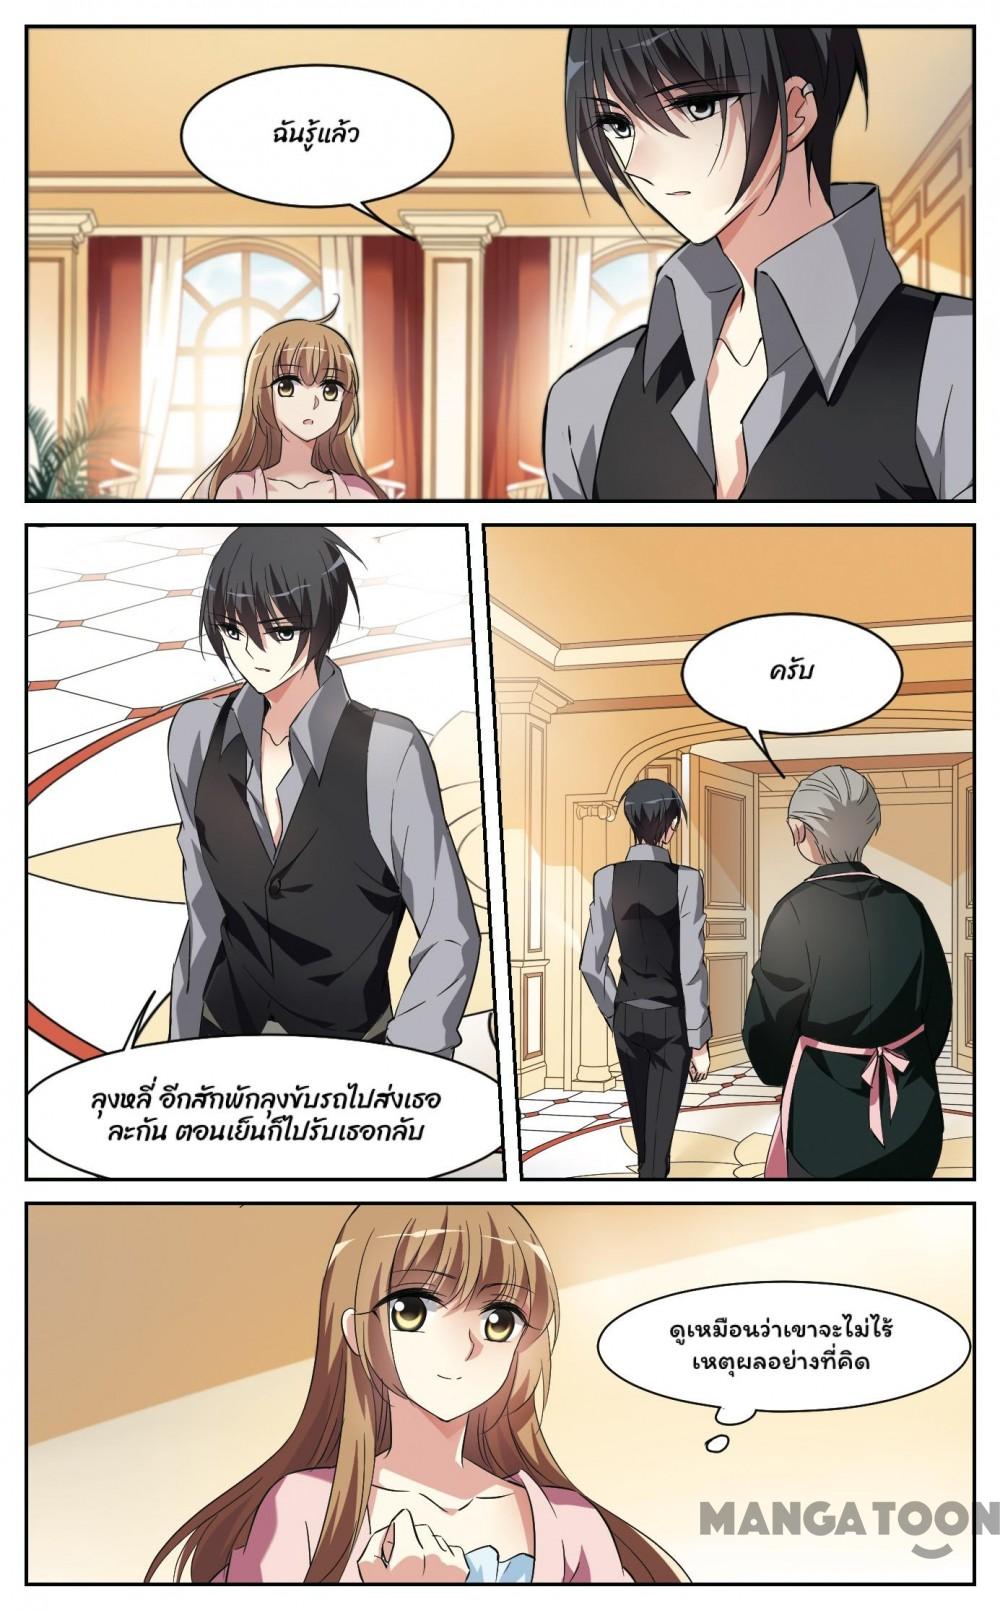 ฉันรู้แล้ว
ลุงหลี่ อีกสักพักลุงขับรถไปส่งเธอ
ละกัน ตอนเย็นก็ไปรับเธอกลับ
ครับ
ดูเหมือนว่าเขาจะไม่ไร้
เหตุผลอย่างที่คิด
MANGATOON